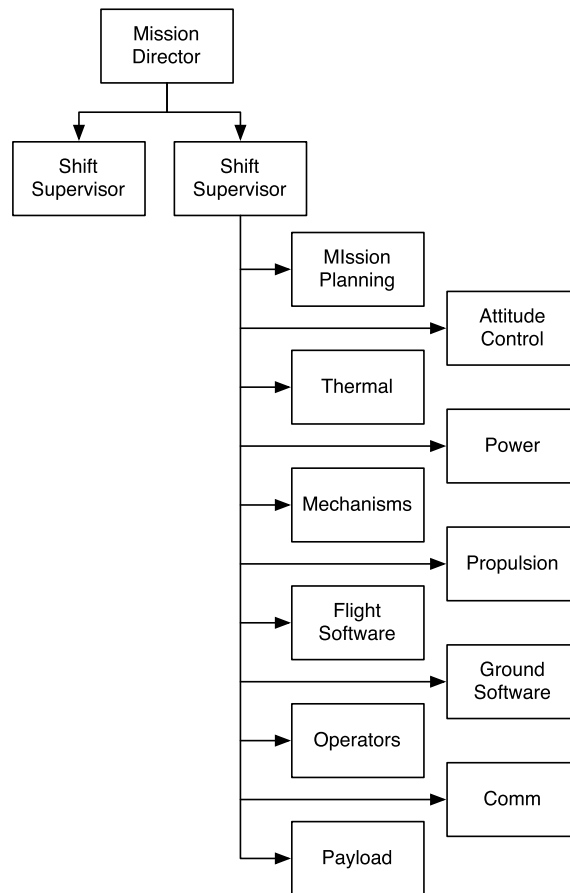 Mission
Director
Shift
Supervisor
Shift
Supervisor
MIssion
Planning
Attitude
Control
Thermal
Power
Mechanisms
Propulsion
Flight
Software
Ground
Software
Operators
Comm
Payload